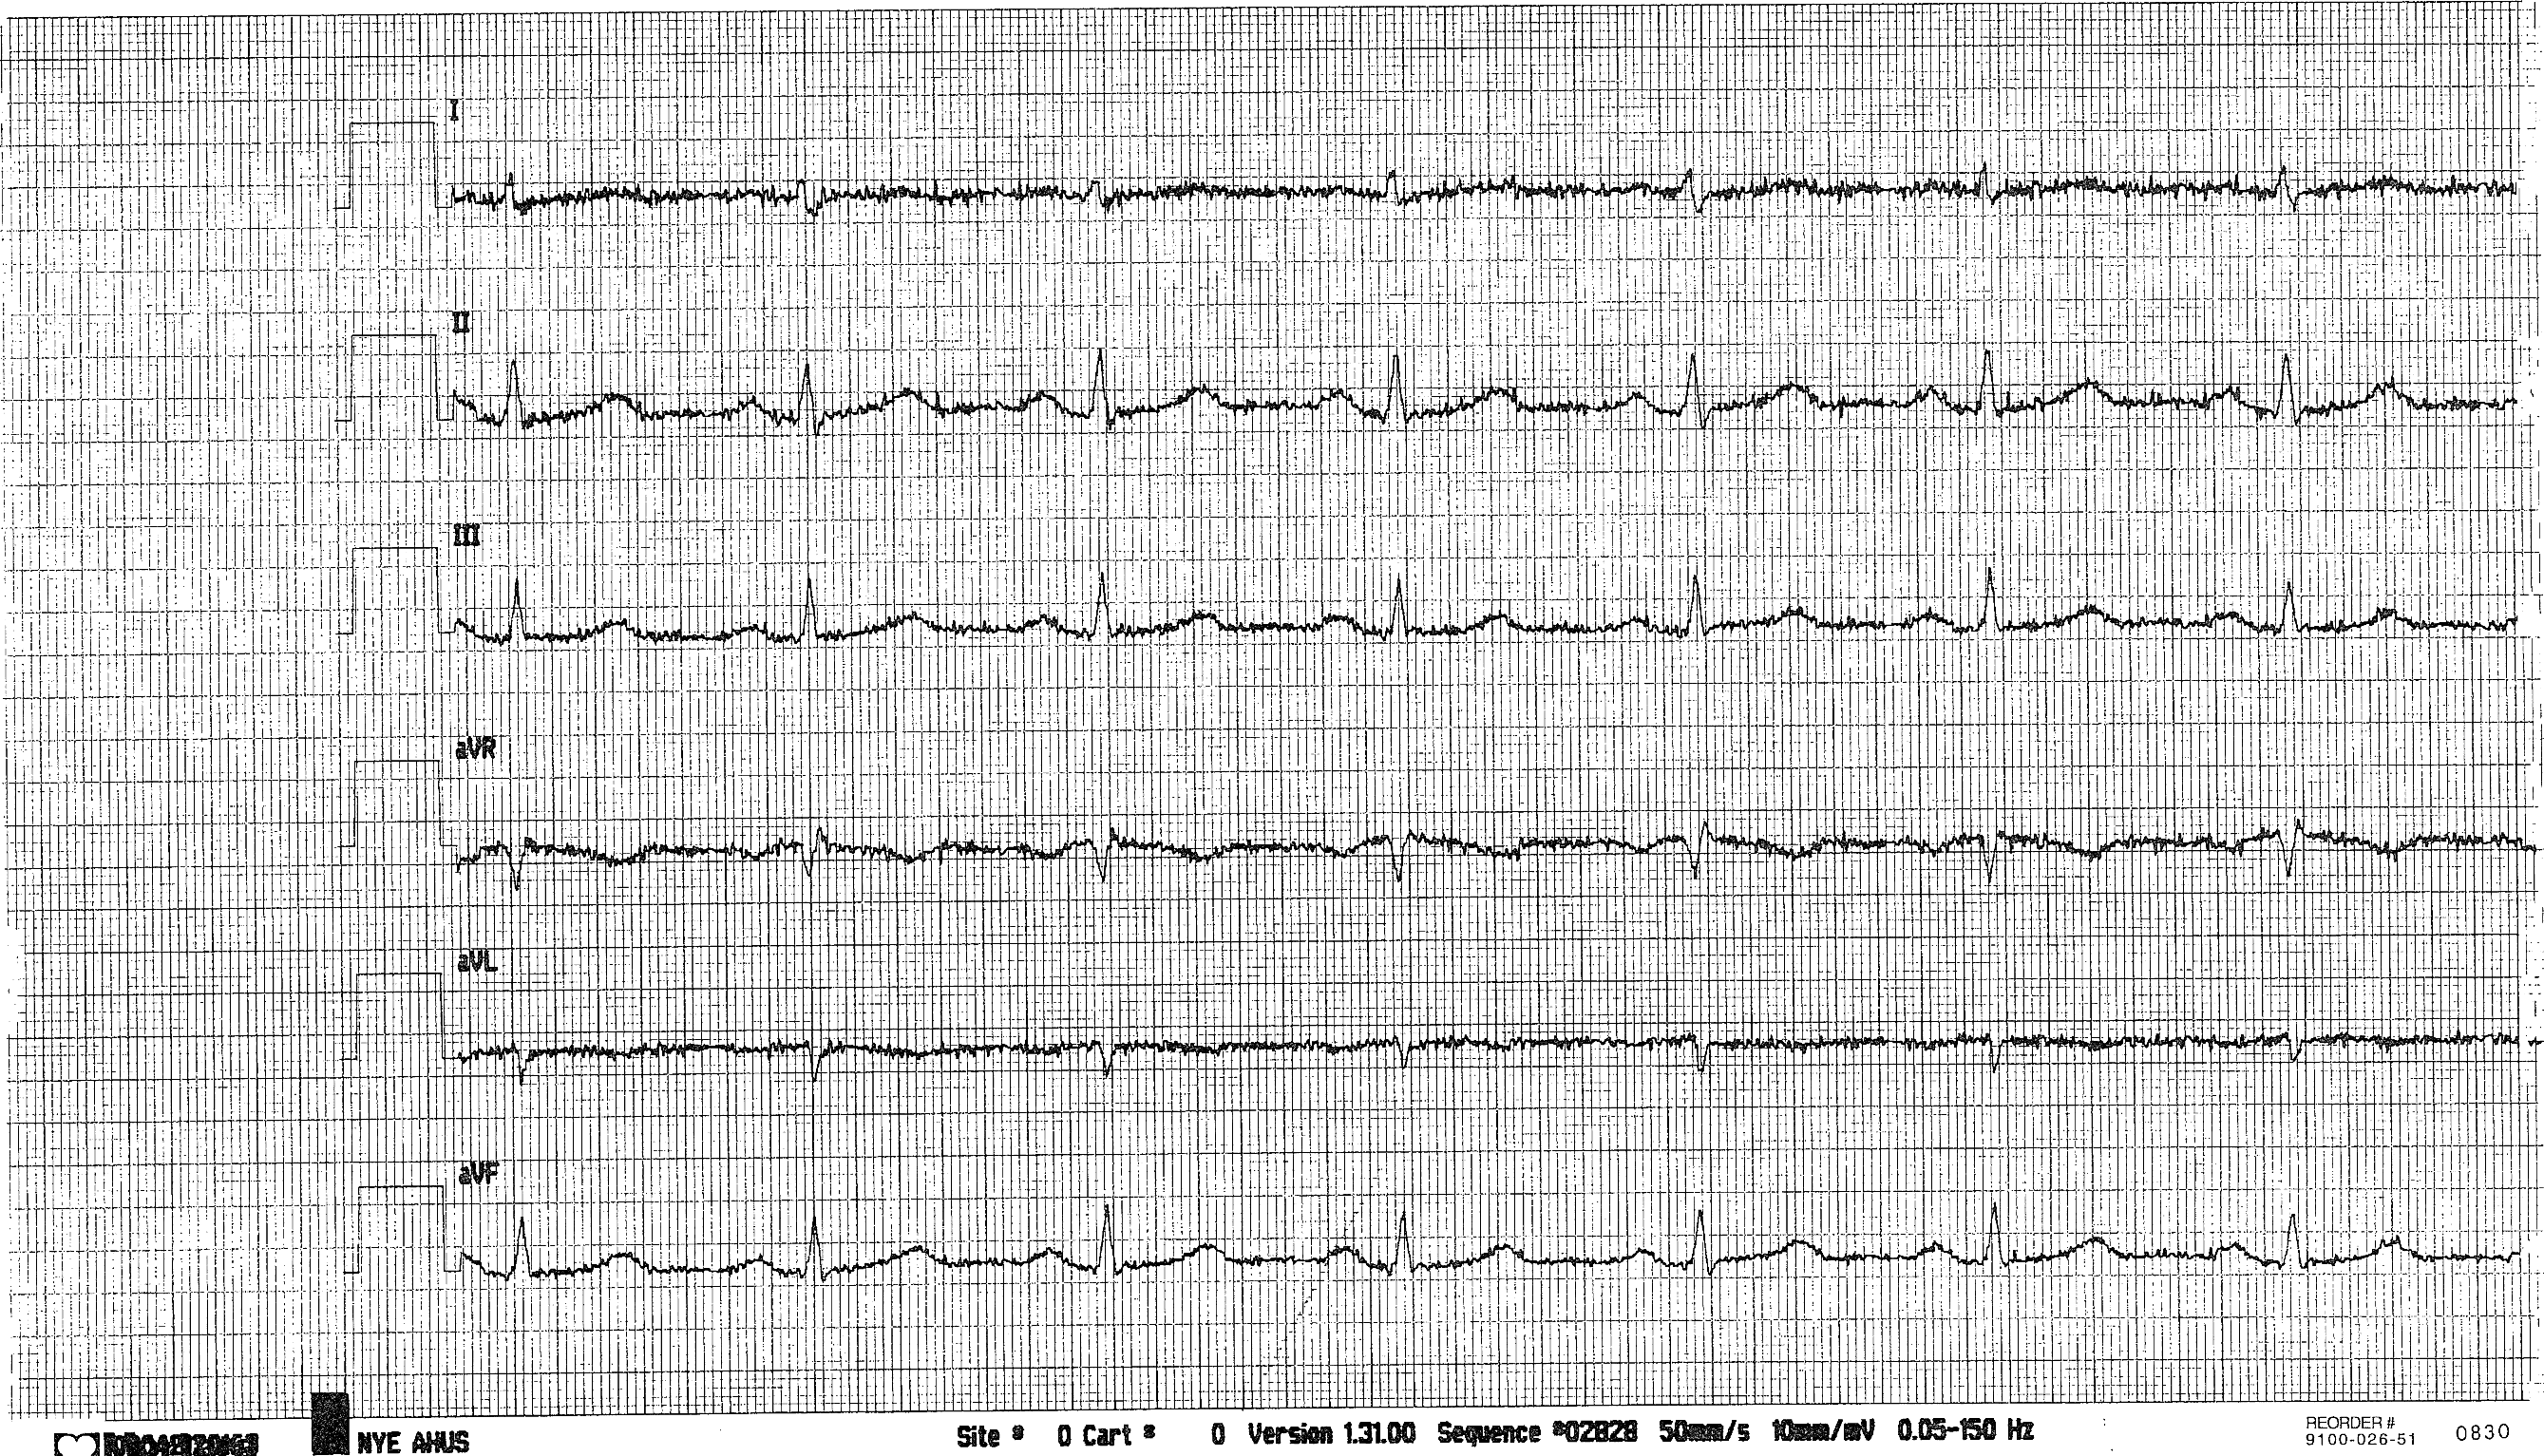 I
II
III
aVR
aVL
aVF
NYE AHUS
Site # 0 Cart # 0 Version 1.31.00 Sequence #02828 50mm/s 10mm/mV 0.05-150 Hz
REORDER #
9100-026-51
0830